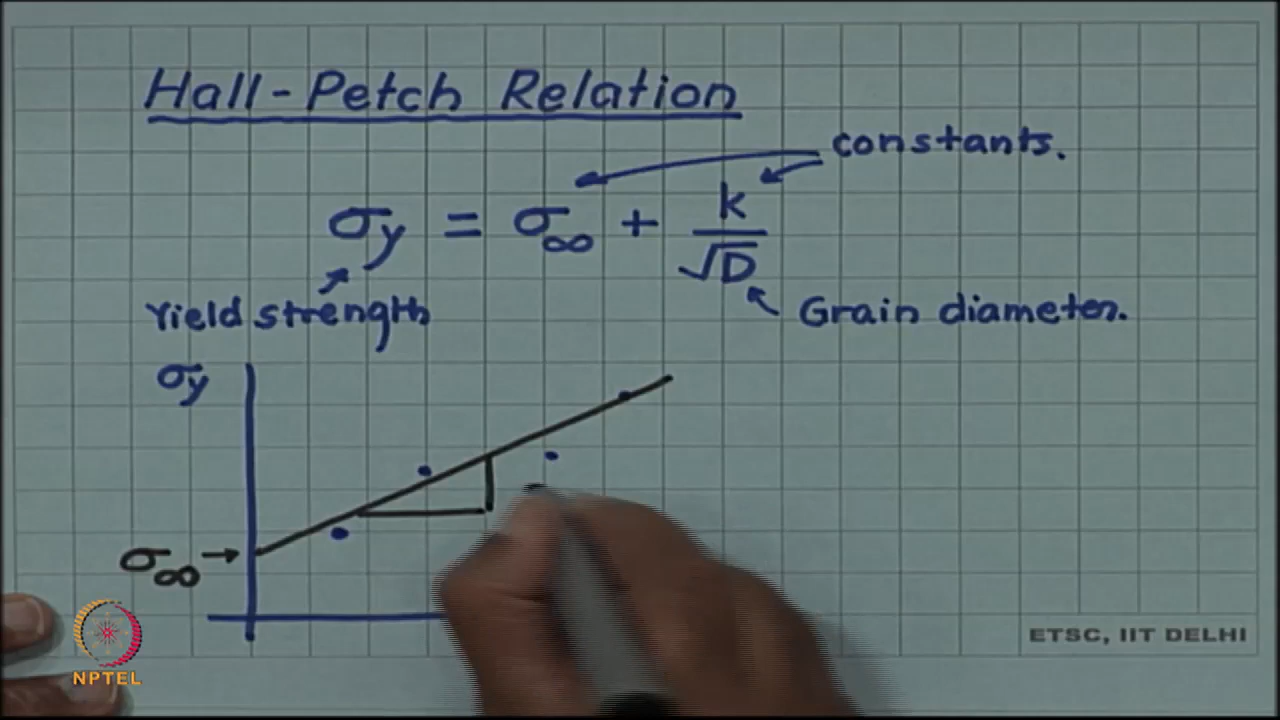 Hall-Petch Relation
constants.
σy = σ∞ + k/√D
Yield strength
Grain diameter.
σy
σ∞ →
NPTEL
ETSC, IIT DELHI